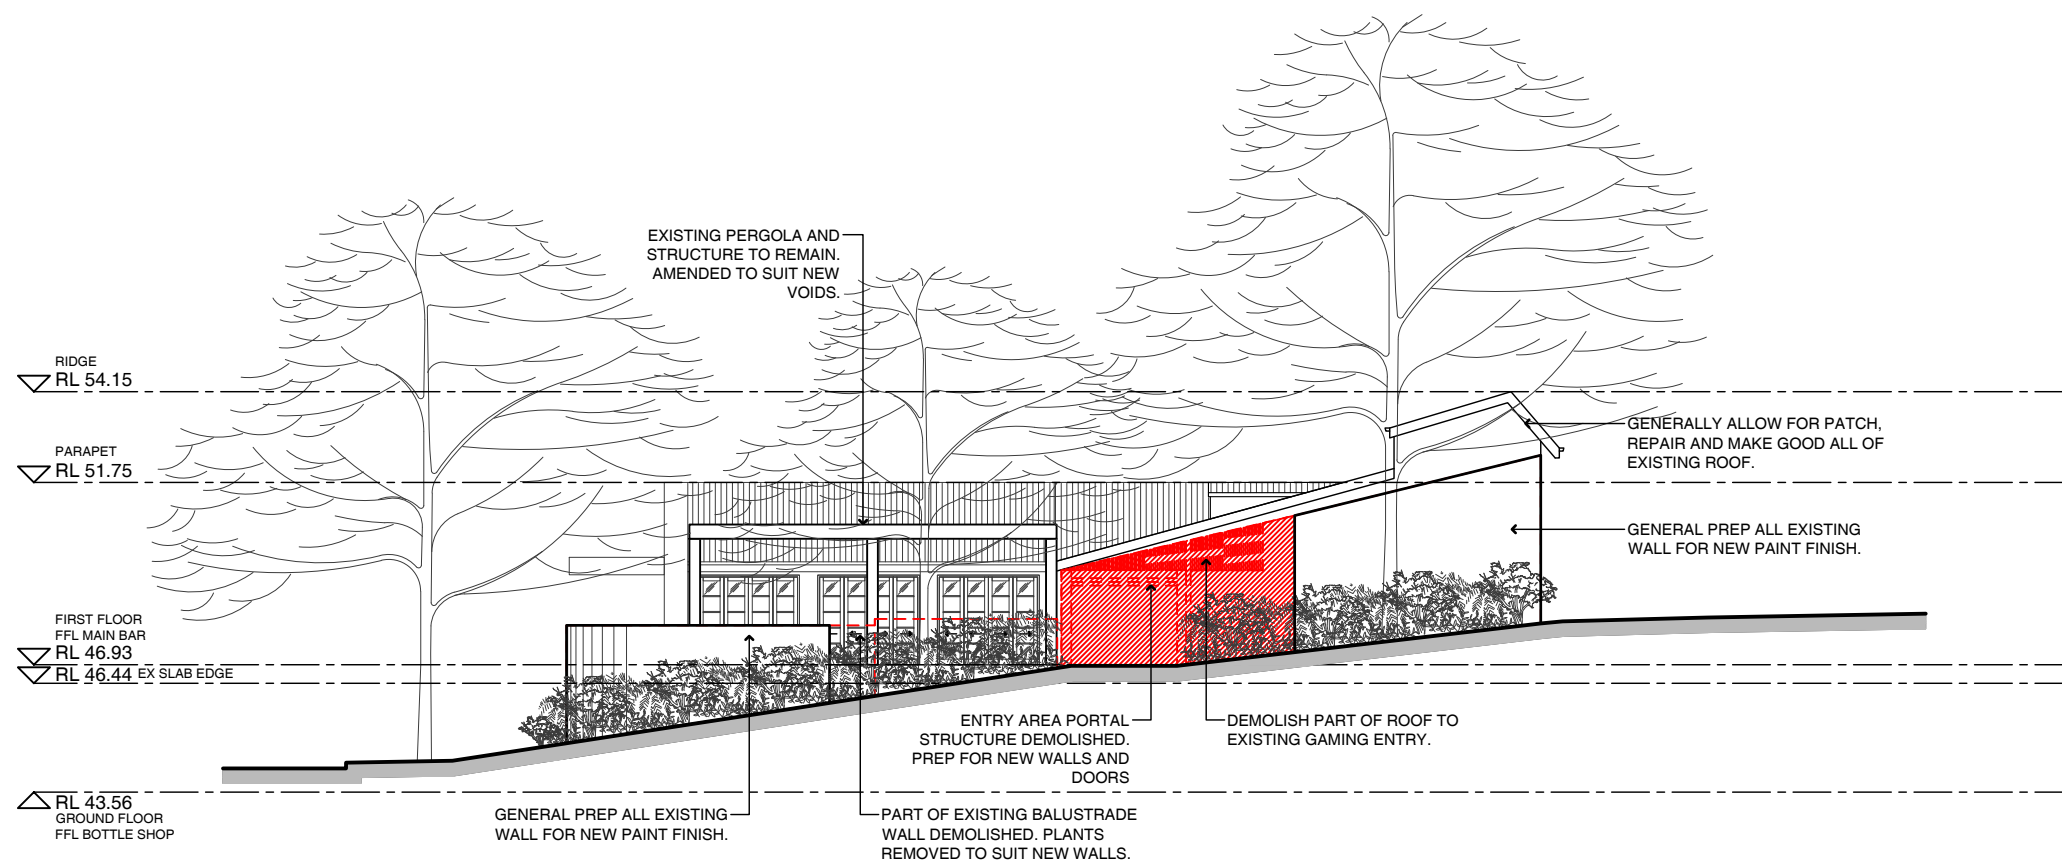 EXISTING PERGOLA AND
STRUCTURE TO REMAIN.
AMENDED TO SUIT NEW
VOIDS.
RIDGE
RL 54.15
GENERALLY ALLOW FOR PATCH,
REPAIR AND MAKE GOOD ALL OF
EXISTING ROOF.
PARAPET
RL 51.75
GENERAL PREP ALL EXISTING
WALL FOR NEW PAINT FINISH.
FIRST FLOOR
FFL MAIN BAR
RL 46.93
RL 46.44 EX SLAB EDGE
ENTRY AREA PORTAL
STRUCTURE DEMOLISHED.
PREP FOR NEW WALLS AND
DOORS
DEMOLISH PART OF ROOF TO
EXISTING GAMING ENTRY.
RL 43.56
GROUND FLOOR
FFL BOTTLE SHOP
GENERAL PREP ALL EXISTING
WALL FOR NEW PAINT FINISH.
PART OF EXISTING BALUSTRADE
WALL DEMOLISHED. PLANTS
REMOVED TO SUIT NEW WALLS.